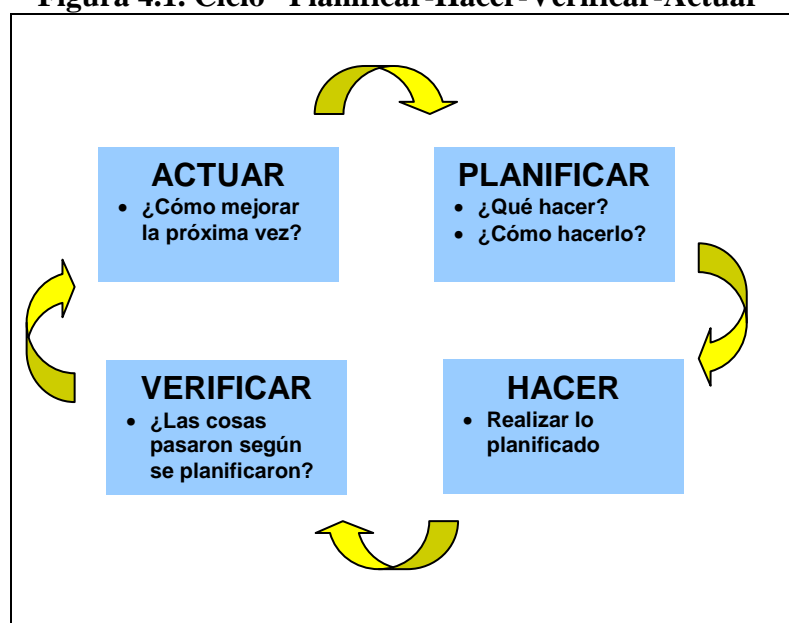 Figura 4.1. Ciclo "Planificar-Hacer-Verificar-Actuar"
ACTUAR
• ¿Cómo mejorar
la próxima vez?
PLANIFICAR
• ¿Qué hacer?
• ¿Cómo hacerlo?
VERIFICAR
• ¿Las cosas
pasaron según
se planificaron?
HACER
• Realizar lo
planificado